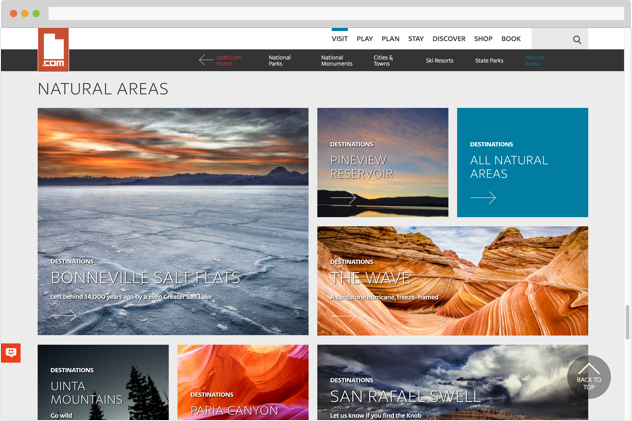 VISIT PLAY PLAN STAY DISCOVER SHOP BOOK
.com
Utah.Com Home
National Parks
National Monuments
Cities & Towns
Ski Resorts
State Parks
Natural Areas
NATURAL AREAS
DESTINATIONS
BONNEVILLE SALT FLATS
Left behind 14,000 years ago by a even Greater Salt Lake
DESTINATIONS
PINEVIEW
RESERVOIR
DESTINATIONS
ALL NATURAL
AREAS
DESTINATIONS
THE WAVE
A sandstone hurricane, freeze-framed
DESTINATIONS
UINTA
MOUNTAINS
Go wild
DESTINATIONS
PARIA CANYON
DESTINATIONS
SAN RAFAEL SWELL
Let us know if you find the Knob
BACK TO
TOP